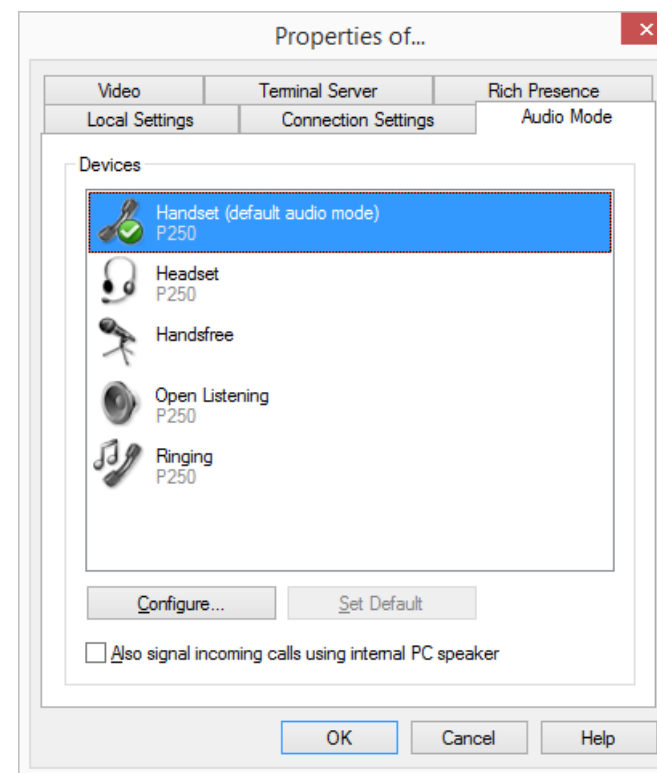 Properties of...
Video
Terminal Server
Rich Presence
Local Settings
Connection Settings
Audio Mode
Devices
Handset (default audio mode)
P250
Headset
P250
Handsfree
Open Listening
P250
Ringing
P250
Configure...
Set Default
Also signal incoming calls using internal PC speaker
OK
Cancel
Help